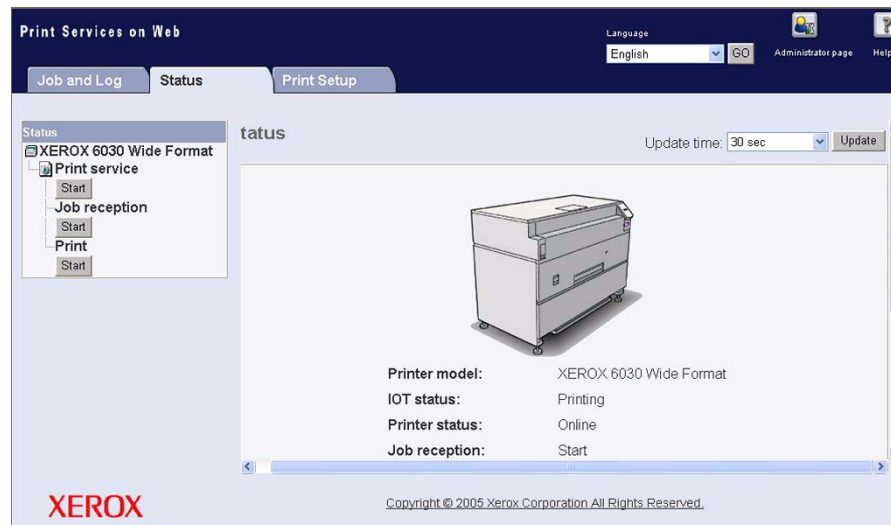 Print Services on Web
Language
English GO
Administrator page Help
Job and Log Status Print Setup
Status
XEROX 6030 Wide Format
Print service
Start
Job reception
Start
Print
Start
tatus
Update time: 30 sec Update
Printer model: XEROX 6030 Wide Format
IOT status: Printing
Printer status: Online
Job reception: Start
XEROX
Copyright © 2005 Xerox Corporation All Rights Reserved.